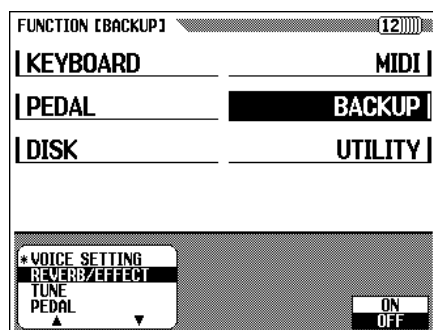 FUNCTION [BACKUP]
12
KEYBOARD
MIDI
PEDAL
BACKUP
DISK
UTILITY
*VOICE SETTING
REVERB/EFFECT
TUNE
PEDAL
▲ ▼
ON
OFF